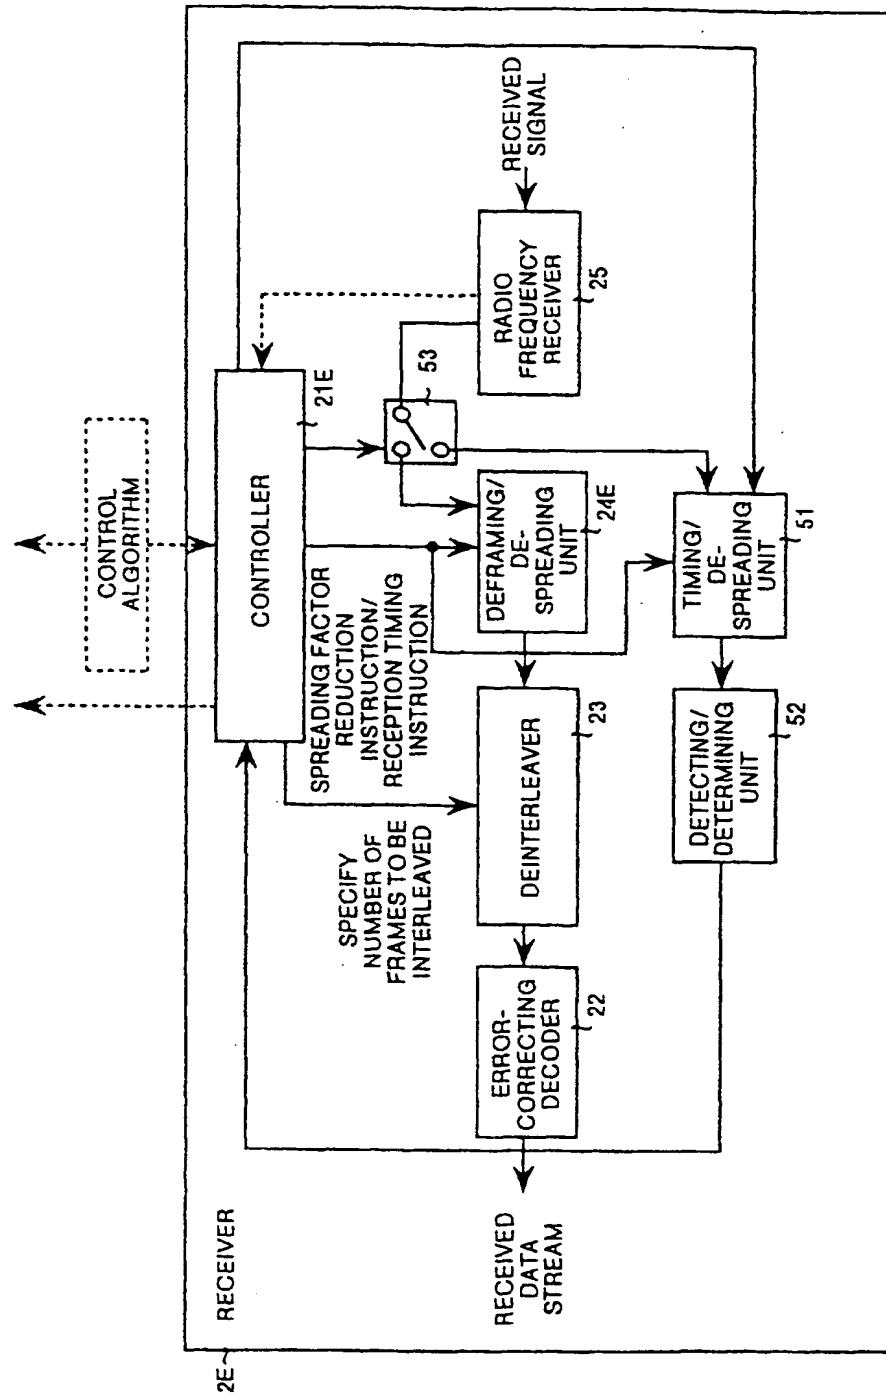 2E
RECEIVER
CONTROL
ALGORITHM
CONTROLLER
21E
SPREADING FACTOR
REDUCTION
INSTRUCTION/
RECEPTION TIMING
INSTRUCTION
53
SPECIFY
NUMBER OF
FRAMES TO BE
INTERLEAVED
RECEIVED
DATA
STREAM
ERROR-
CORRECTING
DECODER
22
DEINTERLEAVER
23
DEFRAMING/
DE-
SPREADING
UNIT
24E
RADIO
FREQUENCY
RECEIVER
25
RECEIVED
SIGNAL
DETECTING/
DETERMINING
UNIT
52
TIMING/
DE-
SPREADING
UNIT
51